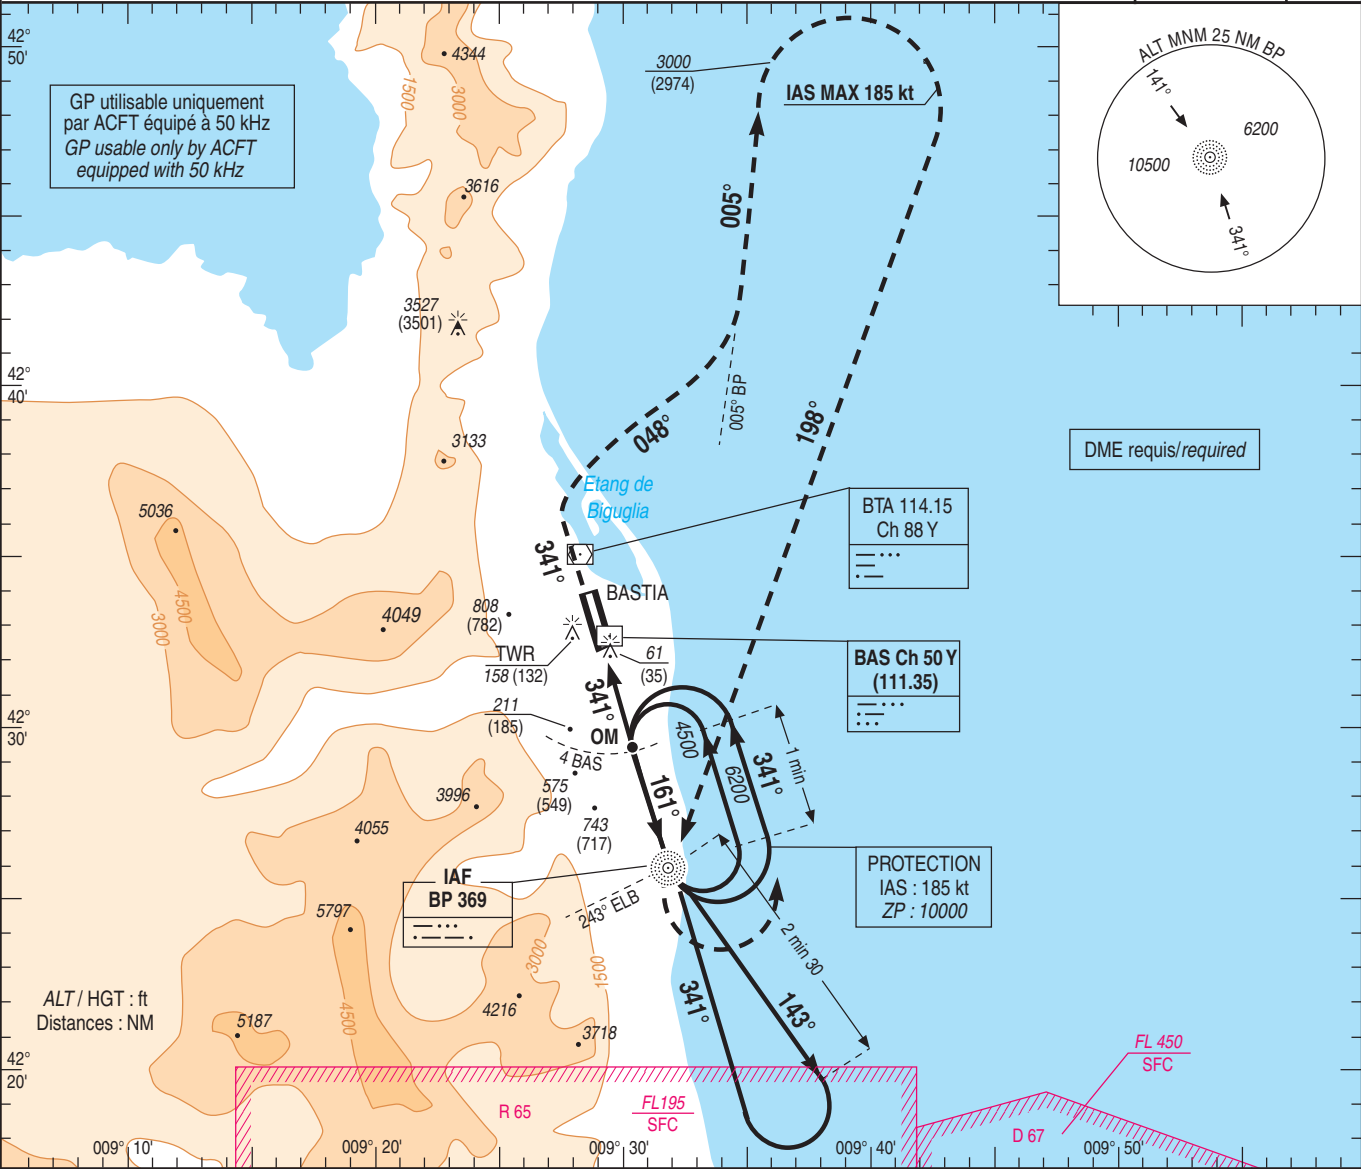 42°
50'
4344
1500
3000
GP utilisable uniquement
par ACFT équipé à 50 kHz
GP usable only by ACFT
equipped with 50 kHz
3616
3000
(2974)
IAS MAX 185 kt
ALT MNM 25 NM BP
141°
6200
10500
341°
005°
3527
(3501)
42°
40'
005° BP
048°
198°
3133
DME requis/required
Etang de
Biguglia
5036
BTA 114.15
Ch 88 Y
341°
BASTIA
4500
3000
4049
808
(782)
TWR
158 (132)
61
(35)
BAS Ch 50 Y
(111.35)
341°
211
(185)
OM
42°
30'
4 BAS
4500
6200
341°
1 min
161°
575
(549)
743
(717)
3996
4055
PROTECTION
IAS : 185 kt
ZP : 10000
IAF
BP 369
243° ELB
5797
3000
1500
2 min 30
341°
143°
ALT / HGT : ft
Distances : NM
4500
4216
5187
3718
42°
20'
FL 450
SFC
R 65
FL195
SFC
D 67
009° 10'
009° 20'
009° 30'
009° 40'
009° 50'